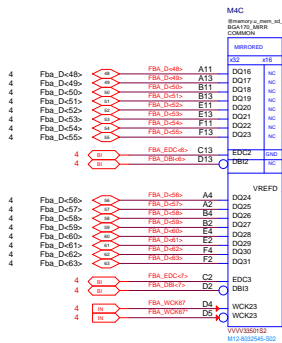 M4C
@memory.u_mem_sd_
BGA170_MIRR
COMMON
MIRRORED
x32 x16
4 Fba_D<48> 48 FBA_D<48> A11 DQ16 NC
4 Fba_D<49> 49 FBA_D<49> A13 DQ17 NC
4 Fba_D<50> 50 FBA_D<50> B11 DQ18 NC
4 Fba_D<51> 51 FBA_D<51> B13 DQ19 NC
4 Fba_D<52> 52 FBA_D<52> E11 DQ20 NC
4 Fba_D<53> 53 FBA_D<53> E13 DQ21 NC
4 Fba_D<54> 54 FBA_D<54> F11 DQ22 NC
4 Fba_D<55> 55 FBA_D<55> F13 DQ23 NC
4 BI FBA_EDC<6> C13 EDC2 GND
4 BI FBA_DBI<6> D13 DBI2 NC
VREFD
4 Fba_D<56> 56 FBA_D<56> A4 DQ24
4 Fba_D<57> 57 FBA_D<57> A2 DQ25
4 Fba_D<58> 58 FBA_D<58> B4 DQ26
4 Fba_D<59> 59 FBA_D<59> B2 DQ27
4 Fba_D<60> 60 FBA_D<60> E4 DQ28
4 Fba_D<61> 61 FBA_D<61> E2 DQ29
4 Fba_D<62> 62 FBA_D<62> F4 DQ30
4 Fba_D<63> 63 FBA_D<63> F2 DQ31
4 BI FBA_EDC<7> C2 EDC3
4 BI FBA_DBI<7> D2 DBI3
4 IN FBA_WCK67 D4 WCK23
4 IN FBA_WCK67* D5 WCK23
VVVV33501S2
M12-8032545-S02